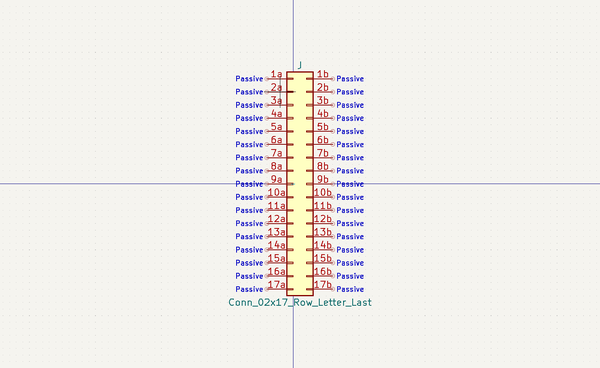 J
Passive 1a 1b Passive
Passive 2a 2b Passive
Passive 3a 3b Passive
Passive 4a 4b Passive
Passive 5a 5b Passive
Passive 6a 6b Passive
Passive 7a 7b Passive
Passive 8a 8b Passive
Passive 9a 9b Passive
Passive 10a 10b Passive
Passive 11a 11b Passive
Passive 12a 12b Passive
Passive 13a 13b Passive
Passive 14a 14b Passive
Passive 15a 15b Passive
Passive 16a 16b Passive
Passive 17a 17b Passive
Conn_02x17_Row_Letter_Last